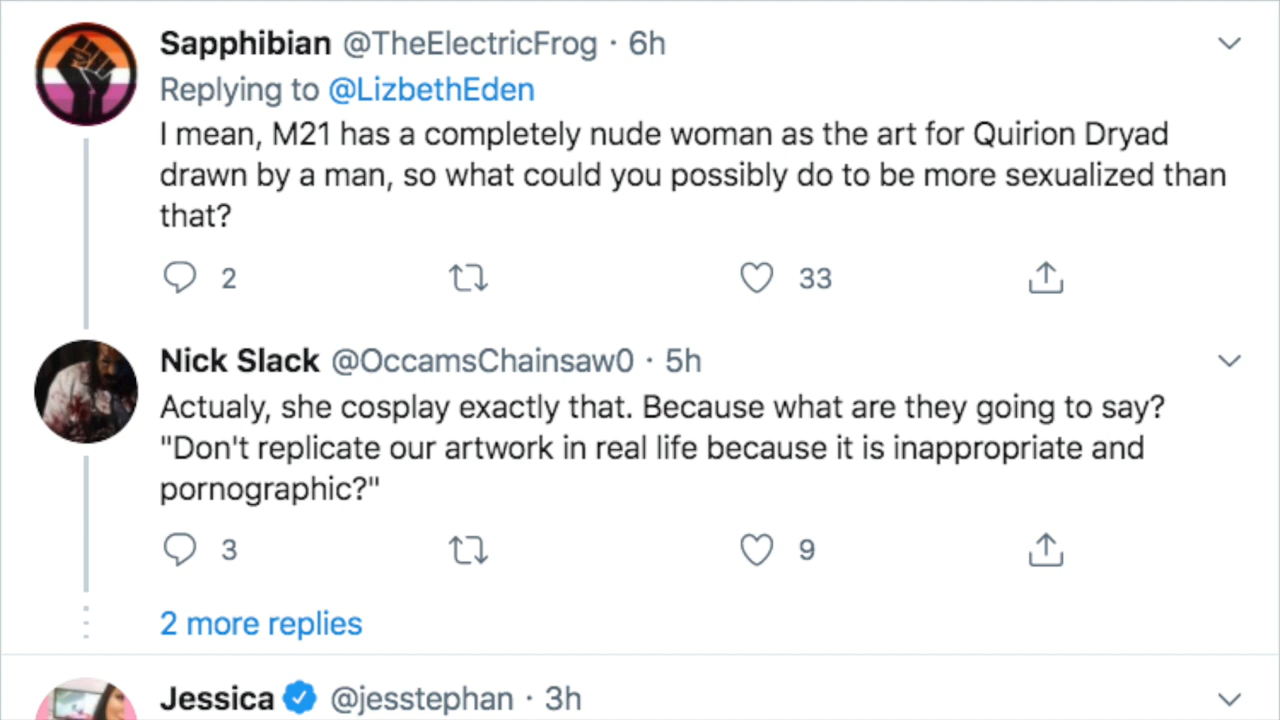 Sapphibian @TheElectricFrog · 6h
Replying to @LizbethEden
I mean, M21 has a completely nude woman as the art for Quirion Dryad
drawn by a man, so what could you possibly do to be more sexualized than
that?
2 33
Nick Slack @OccamsChainsaw0 · 5h
Actualy, she cosplay exactly that. Because what are they going to say?
"Don't replicate our artwork in real life because it is inappropriate and
pornographic?"
3 9
2 more replies
Jessica @jesstephan · 3h